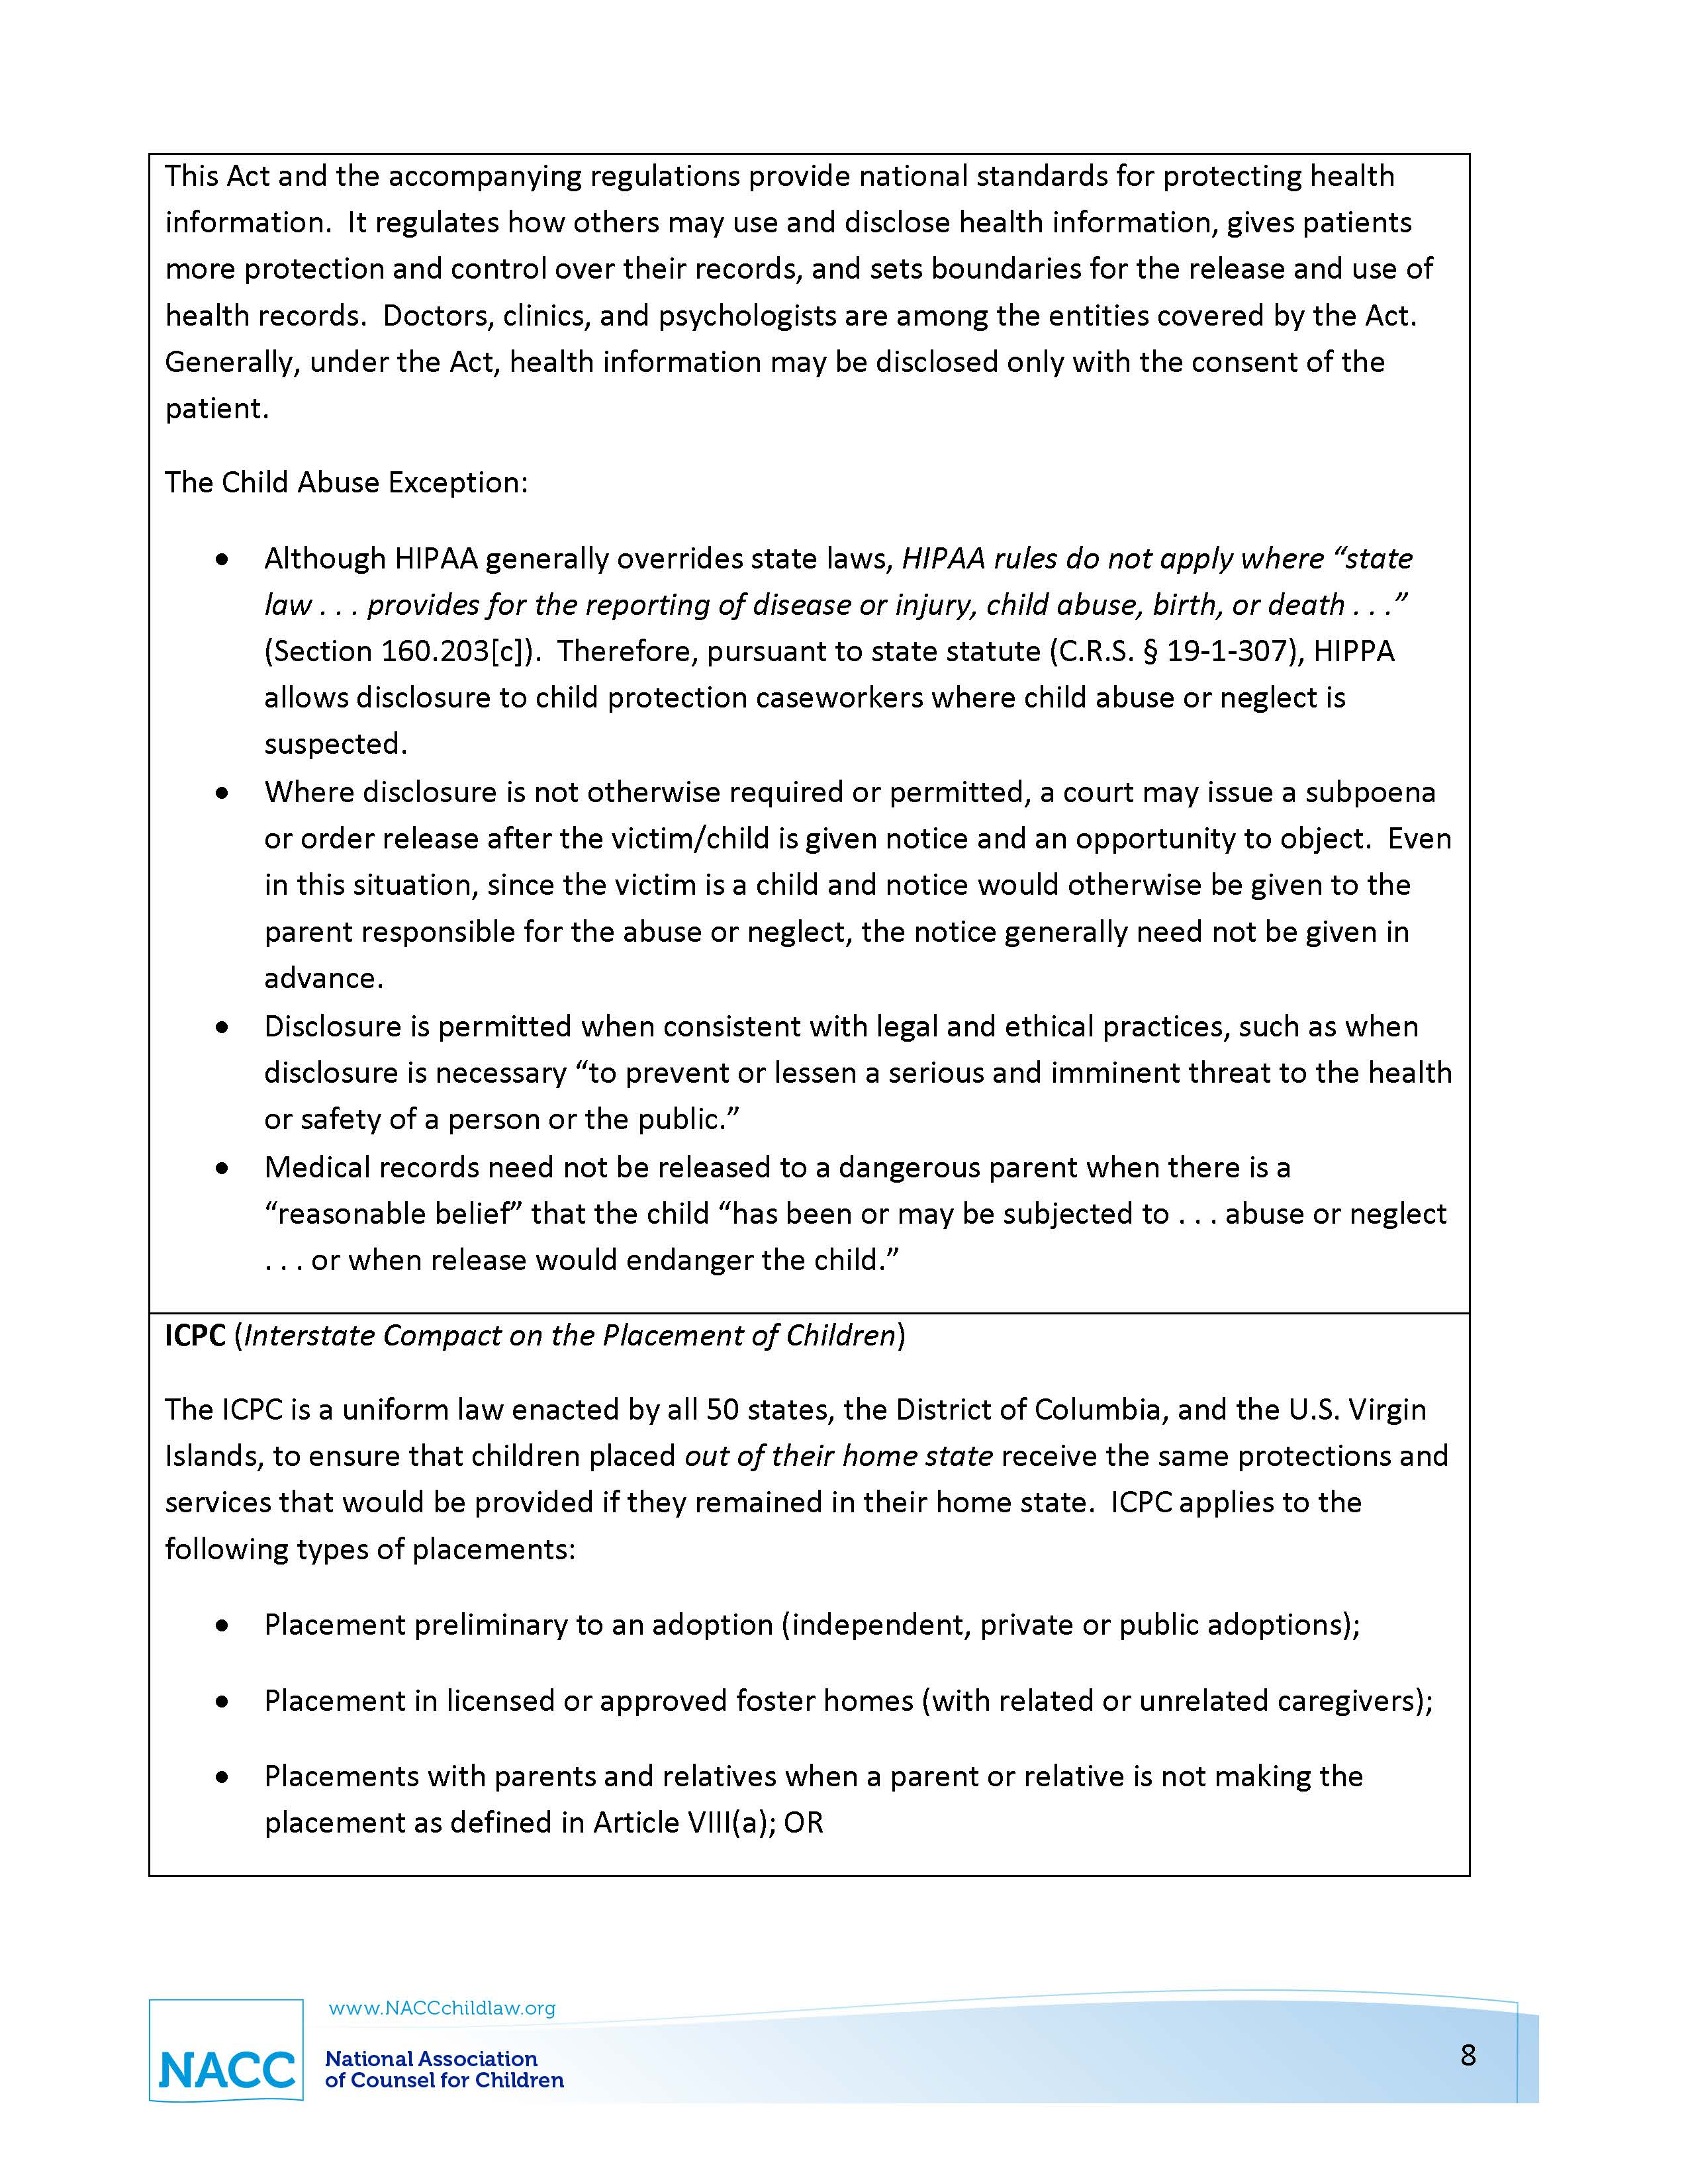 This Act and the accompanying regulations provide national standards for protecting health
information.  It regulates how others may use and disclose health information, gives patients
more protection and control over their records, and sets boundaries for the release and use of
health records.  Doctors, clinics, and psychologists are among the entities covered by the Act.
Generally, under the Act, health information may be disclosed only with the consent of the
patient.
The Child Abuse Exception:
• Although HIPAA generally overrides state laws, HIPAA rules do not apply where “state
law . . . provides for the reporting of disease or injury, child abuse, birth, or death . . .”
(Section 160.203[c]).  Therefore, pursuant to state statute (C.R.S. § 19-1-307), HIPPA
allows disclosure to child protection caseworkers where child abuse or neglect is
suspected.
• Where disclosure is not otherwise required or permitted, a court may issue a subpoena
or order release after the victim/child is given notice and an opportunity to object.  Even
in this situation, since the victim is a child and notice would otherwise be given to the
parent responsible for the abuse or neglect, the notice generally need not be given in
advance.
• Disclosure is permitted when consistent with legal and ethical practices, such as when
disclosure is necessary “to prevent or lessen a serious and imminent threat to the health
or safety of a person or the public.”
• Medical records need not be released to a dangerous parent when there is a
“reasonable belief” that the child “has been or may be subjected to . . . abuse or neglect
. . . or when release would endanger the child.”
ICPC (Interstate Compact on the Placement of Children)
The ICPC is a uniform law enacted by all 50 states, the District of Columbia, and the U.S. Virgin
Islands, to ensure that children placed out of their home state receive the same protections and
services that would be provided if they remained in their home state.  ICPC applies to the
following types of placements:
• Placement preliminary to an adoption (independent, private or public adoptions);
• Placement in licensed or approved foster homes (with related or unrelated caregivers);
• Placements with parents and relatives when a parent or relative is not making the
placement as defined in Article VIII(a); OR
www.NACCchildlaw.org
NACC
National Association
of Counsel for Children
8